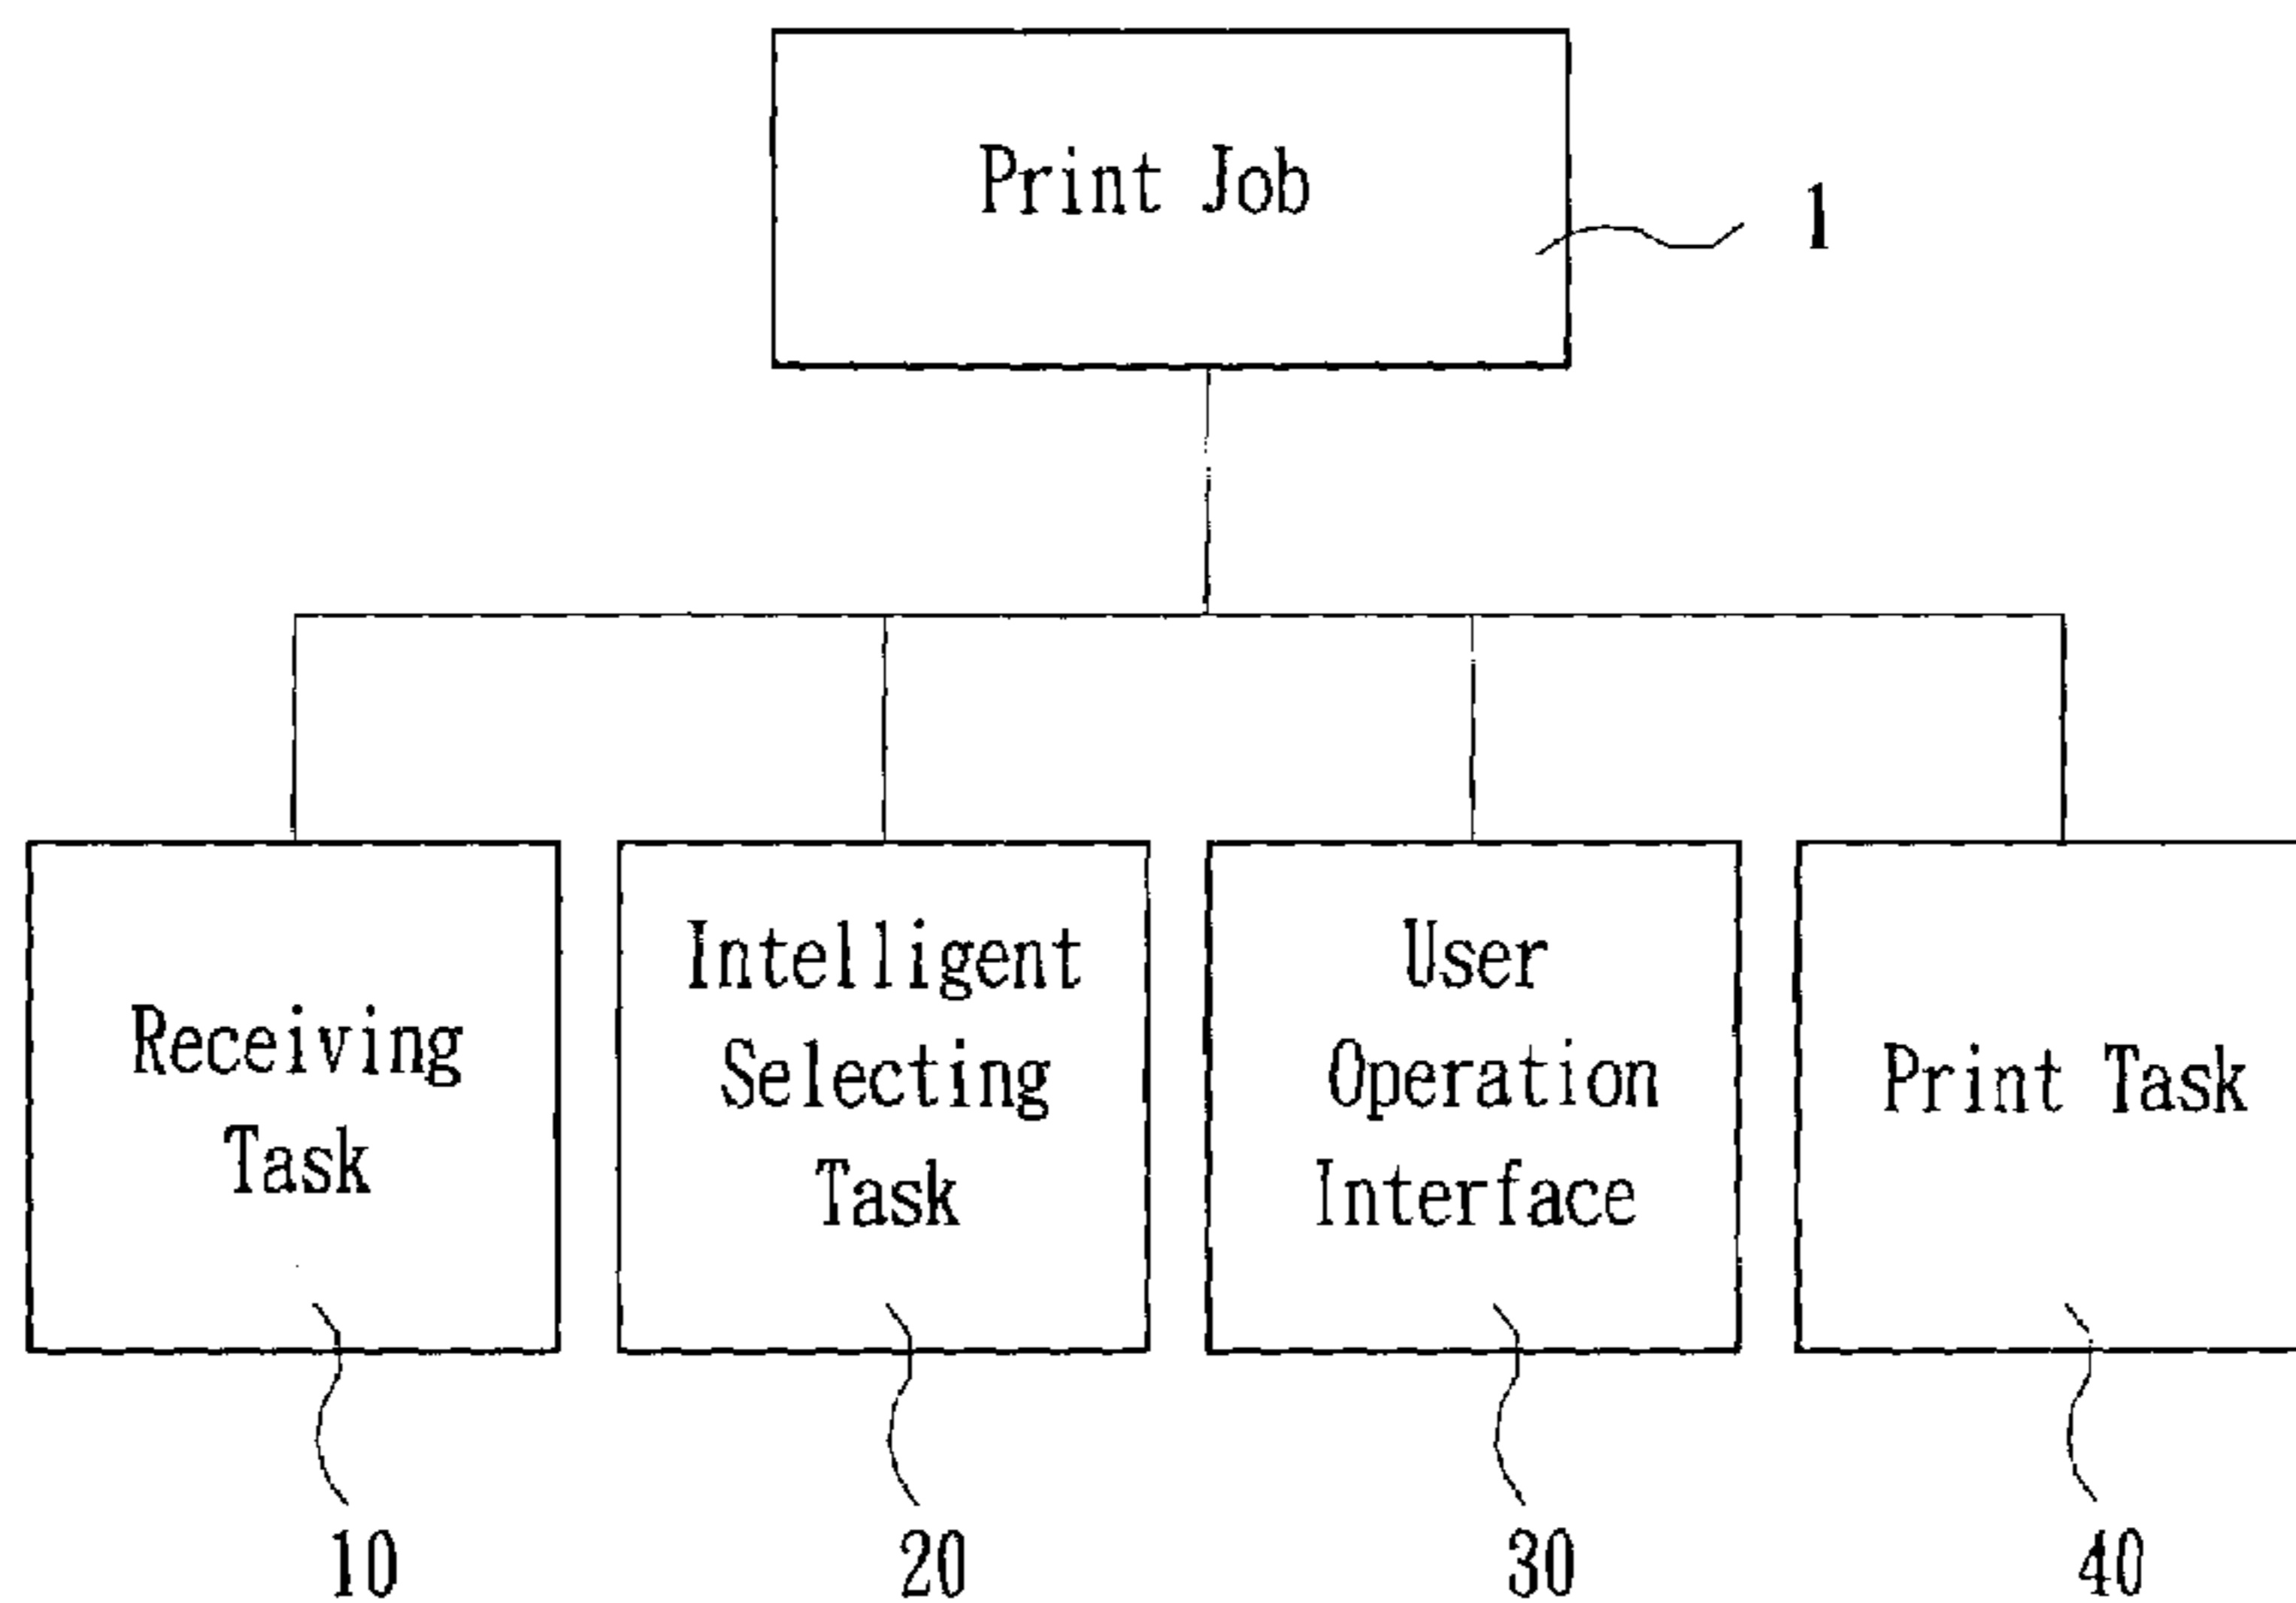 Print Job
1
Receiving
Task
Intelligent
Selecting
Task
User
Operation
Interface
Print Task
10
20
30
40